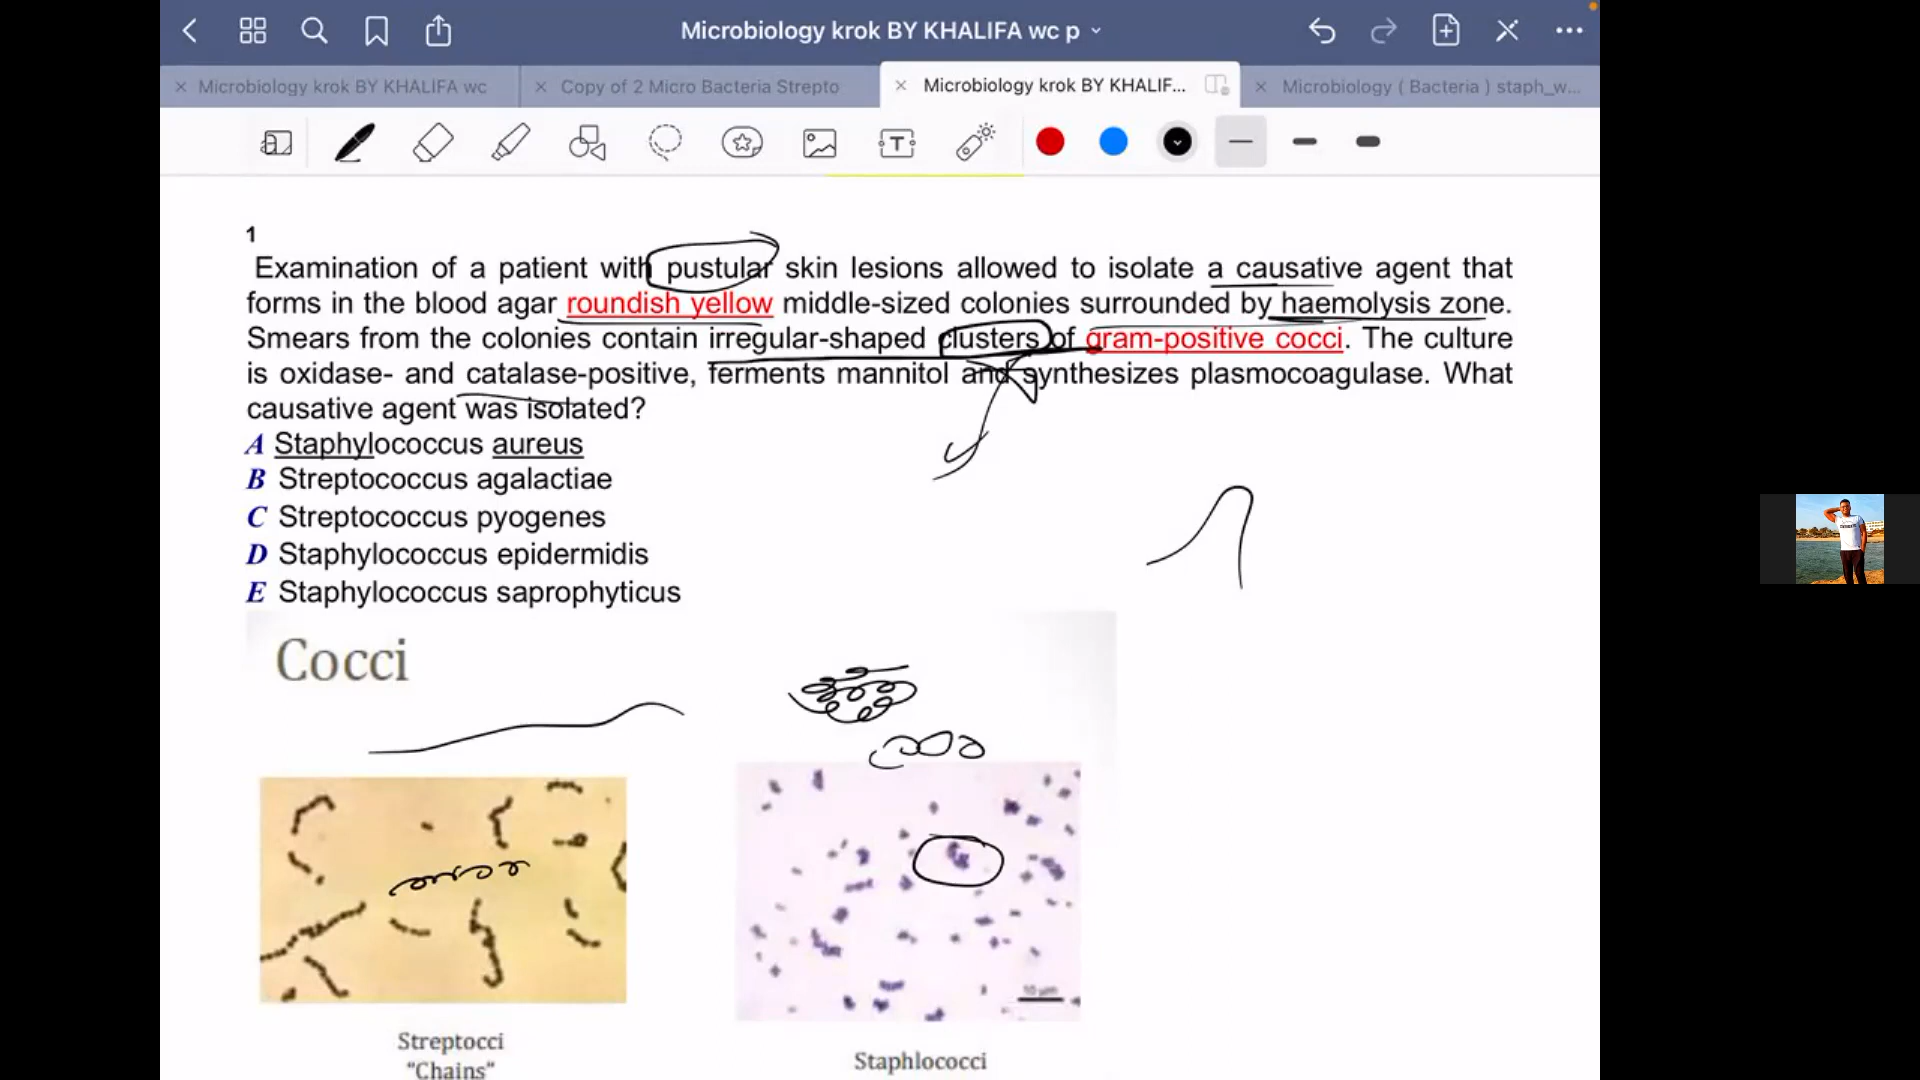 Microbiology krok BY KHALIFA wc p
Microbiology krok BY KHALIFA wc
Copy of 2 Micro Bacteria Strepto
Microbiology krok BY KHALIF...
Microbiology ( Bacteria ) staph_w...
1
Examination of a patient with pustular skin lesions allowed to isolate a causative agent that
forms in the blood agar roundish yellow middle-sized colonies surrounded by haemolysis zone.
Smears from the colonies contain irregular-shaped clusters of gram-positive cocci. The culture
is oxidase- and catalase-positive, ferments mannitol and synthesizes plasmocoagulase. What
causative agent was isolated?
A Staphylococcus aureus
B Streptococcus agalactiae
C Streptococcus pyogenes
D Staphylococcus epidermidis
E Staphylococcus saprophyticus
Cocci
10 µm
Streptocci
"Chains"
Staphlococci